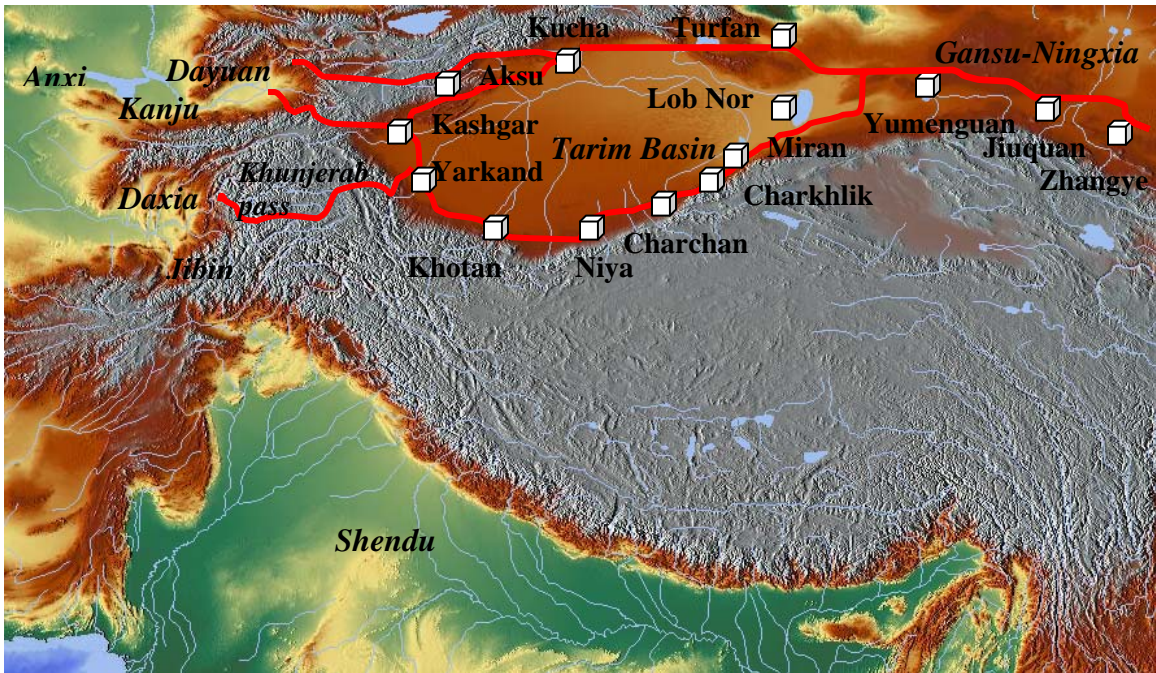 Kucha
Turfan
Gansu-Ningxia
Anxi
Dayuan
Aksu
Kanju
Lob Nor
Kashgar
Yumenguan
Tarim Basin
Miran
Jiuquan
Khunjerab
pass
Yarkand
Zhangye
Daxia
Charkhlik
Charchan
Jibin
Khotan
Niya
Shendu